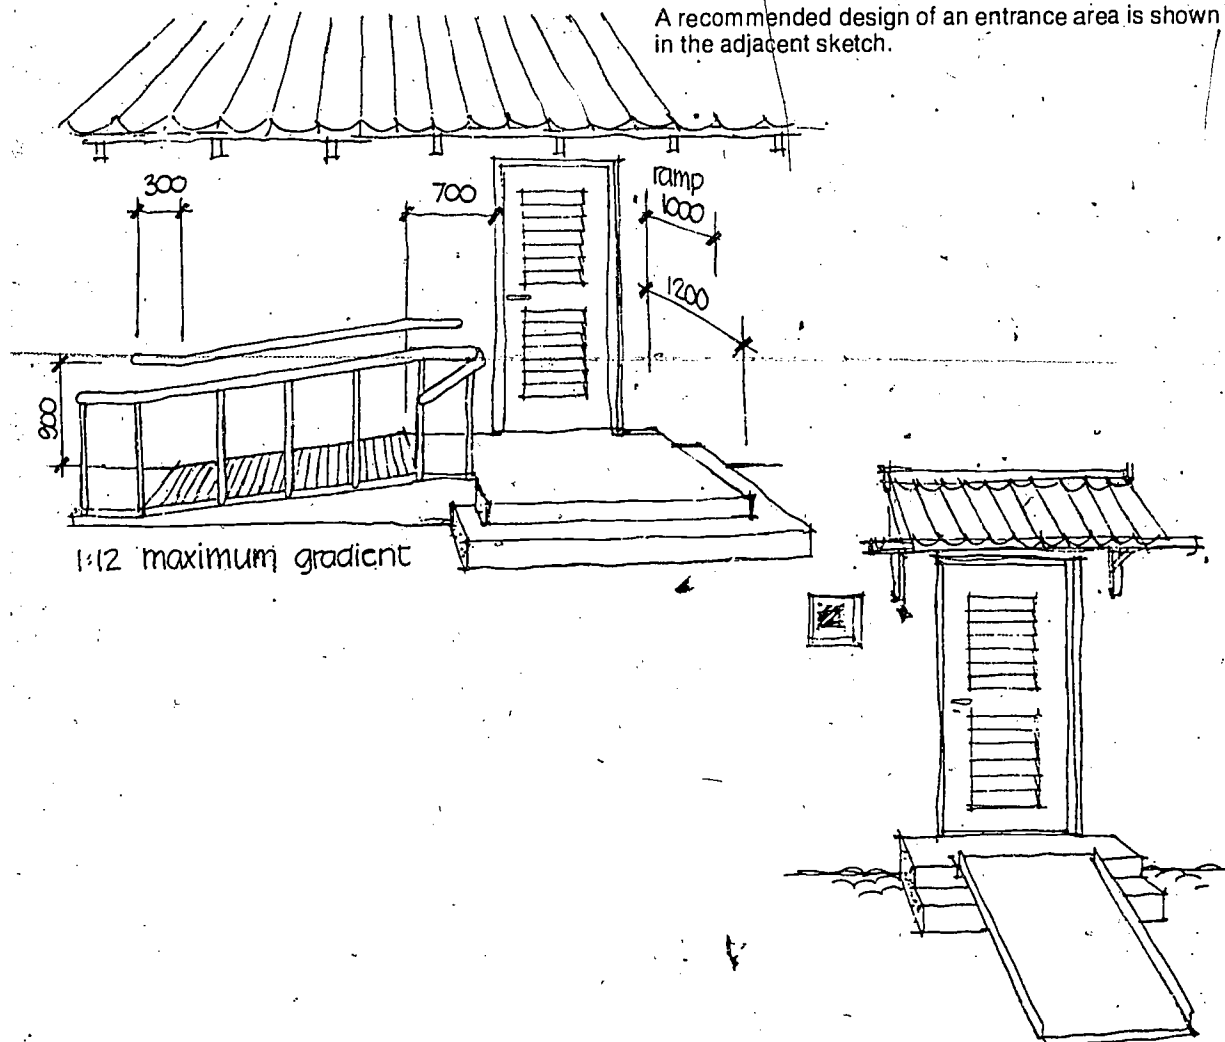 A recommended design of an entrance area is shown
in the adjacent sketch.
300
700
ramp
1000
1200
900
1:12 maximum gradient